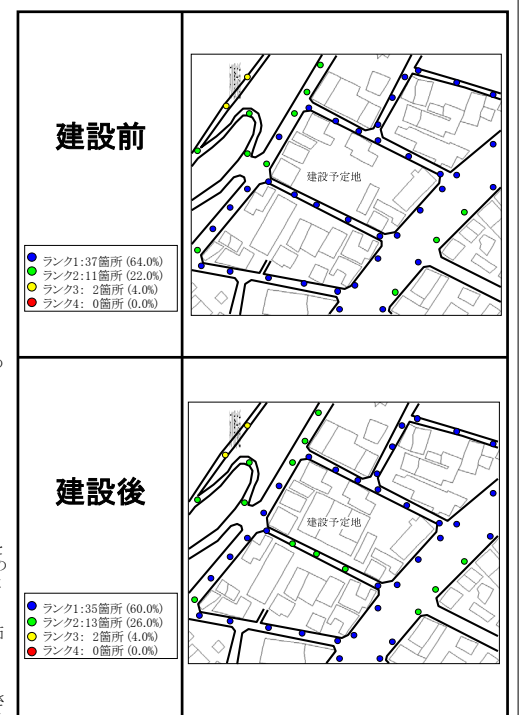 建設前
ランク1:37箇所(64.0%)
ランク2:11箇所(22.0%)
ランク3: 2箇所(4.0%)
ランク4: 0箇所(0.0%)
建設予定地
建設後
ランク1:35箇所(60.0%)
ランク2:13箇所(26.0%)
ランク3: 2箇所(4.0%)
ランク4: 0箇所(0.0%)
建設予定地